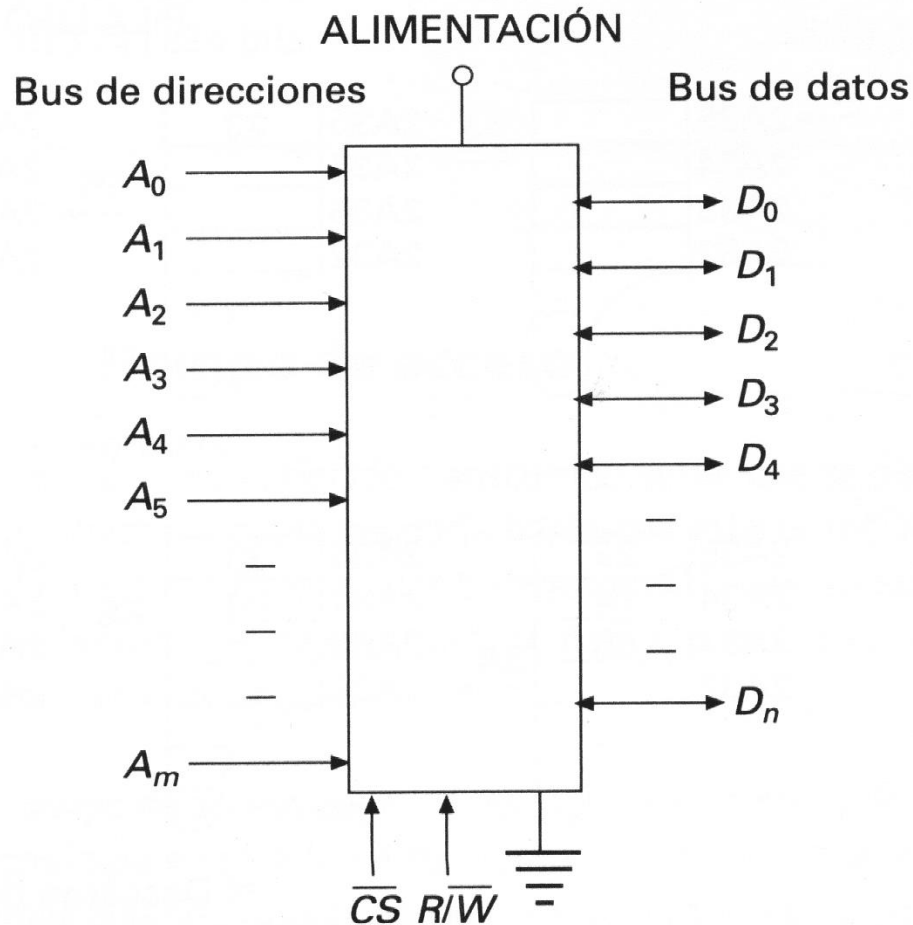 ALIMENTACIÓN
Bus de direcciones
Bus de datos
A₀
A₁
A₂
A₃
A₄
A₅
Aₘ
D₀
D₁
D₂
D₃
D₄
Dₙ
C̅S̅ R/W̅